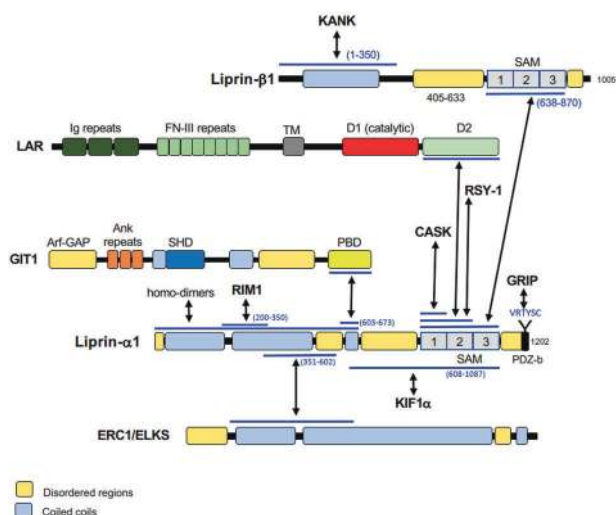 KANK
(1-350)
SAM
Liprin-β1
1
2
3
1005
405-633
(638-870)
Ig repeats
FN-III repeats
TM
D1 (catalytic)
D2
LAR
RSY-1
Arf-GAP
Ank
repeats
SHD
PBD
CASK
GIT1
GRIP
homo-dimers
RIM1
(200-350)
(603-673)
VRTYSC
Liprin-α1
1
2
3
1202
(351-602)
SAM
PDZ-b
(608-1087)
KIF1α
ERC1/ELKS
Disordered regions
Coiled coils